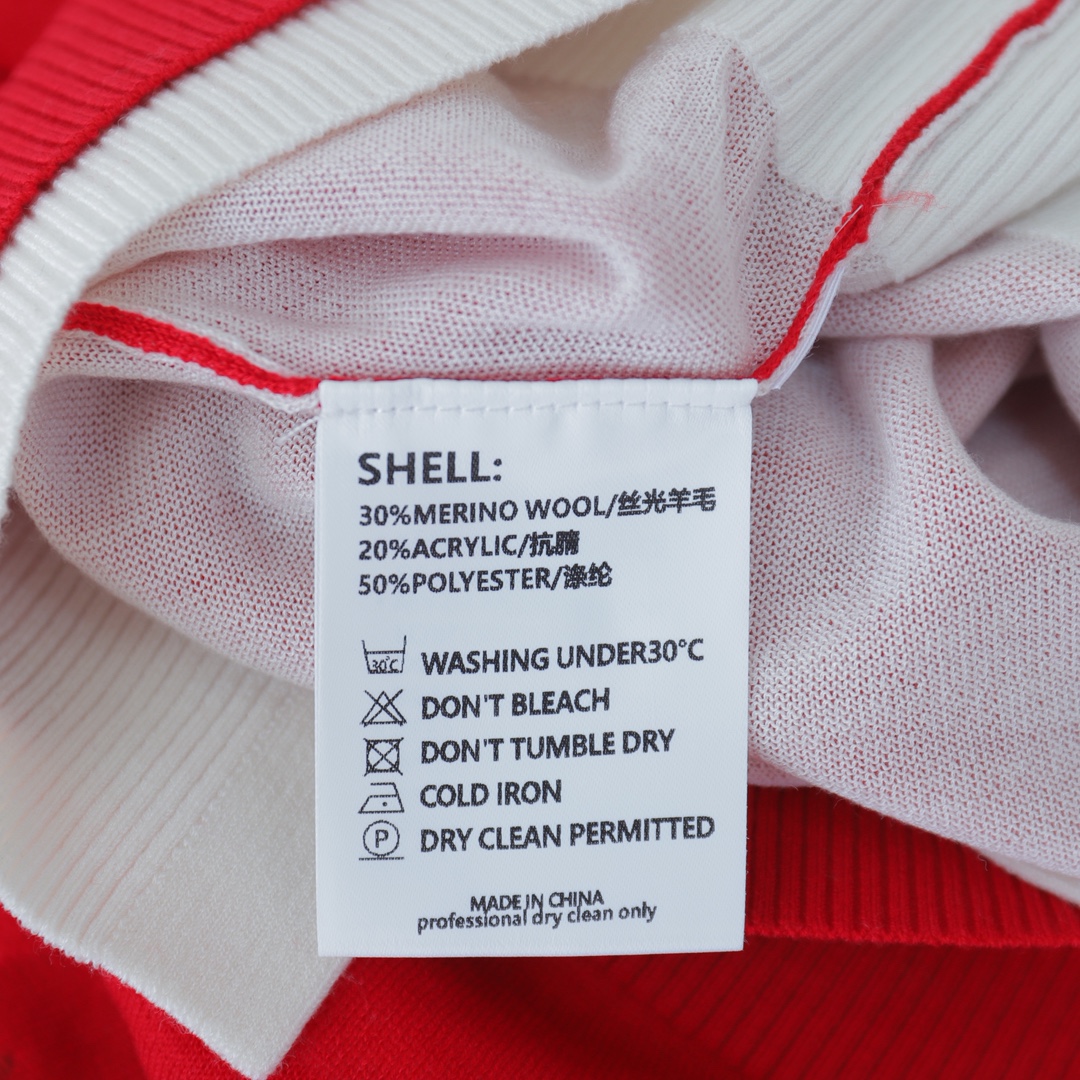 SHELL:
30%MERINO WOOL/丝光羊毛
20%ACRYLIC/抗腈
50%POLYESTER/涤纶
30°C
WASHING UNDER30°C
DON'T BLEACH
DON'T TUMBLE DRY
COLD IRON
P
DRY CLEAN PERMITTED
MADE IN CHINA
professional dry clean only